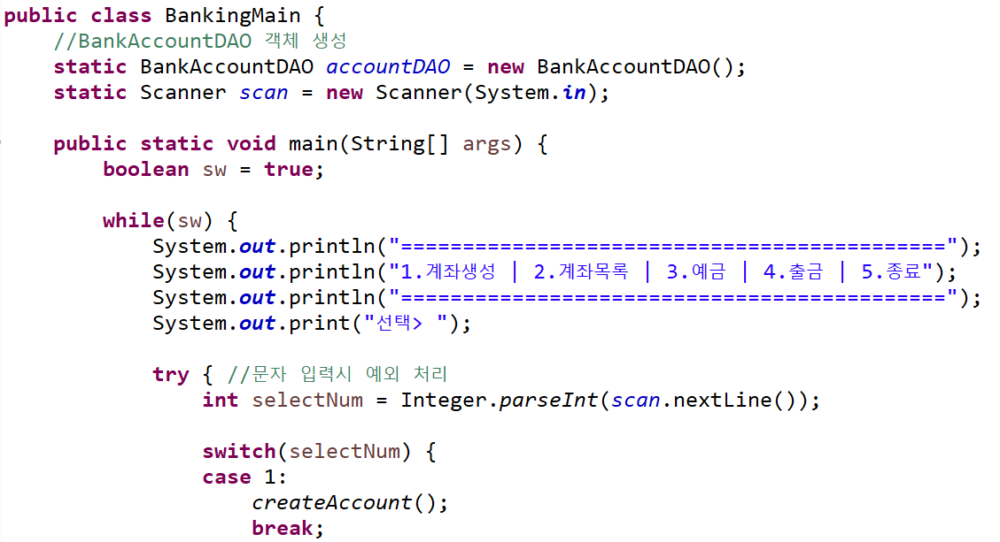 public class BankingMain {
    //BankAccountDAO 객체 생성
    static BankAccountDAO accountDAO = new BankAccountDAO();
    static Scanner scan = new Scanner(System.in);
    public static void main(String[] args) {
        boolean sw = true;
        while(sw) {
            System.out.println("============================================");
            System.out.println("1.계좌생성 | 2.계좌목록 | 3.예금 | 4.출금 | 5.종료");
            System.out.println("============================================");
            System.out.print("선택> ");
            try { //문자 입력시 예외 처리
                int selectNum = Integer.parseInt(scan.nextLine());
                switch(selectNum) {
                case 1:
                    createAccount();
                    break;